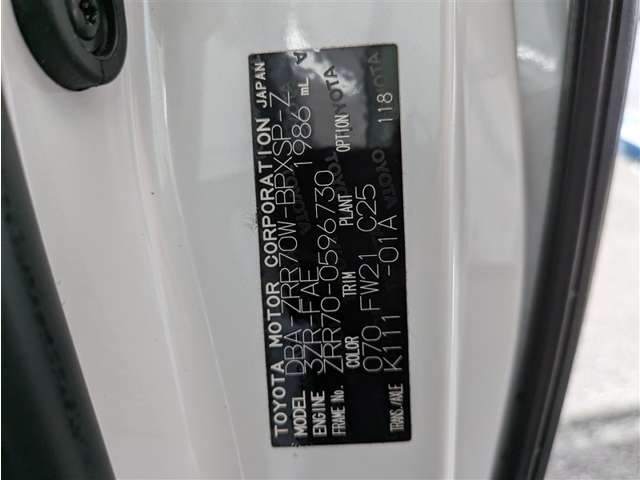 TOYOTA MOTOR CORPORATION JAPAN
MODEL DBA-ZRR70W-BPXSP-Z A
ENGINE 3ZR-FAE 1986 mL
FRAME No. ZRR70-0596730
COLOR TRIM PLANT OPTION
070 FW21 C25 118
TRANS./AXLE K111 -01A